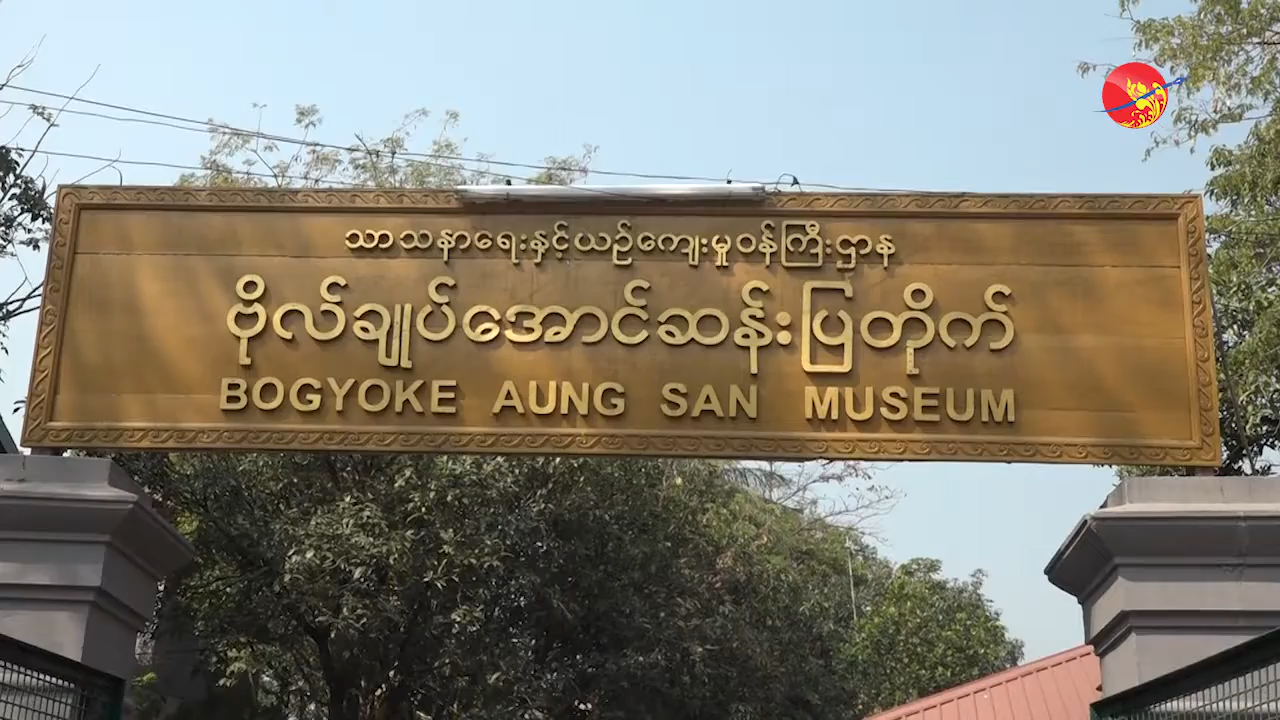 သာသနာရေးနှင့်ယဉ်ကျေးမှုဝန်ကြီးဌာန
ဗိုလ်ချုပ်အောင်ဆန်းပြတိုက်
BOGYOKE AUNG SAN MUSEUM